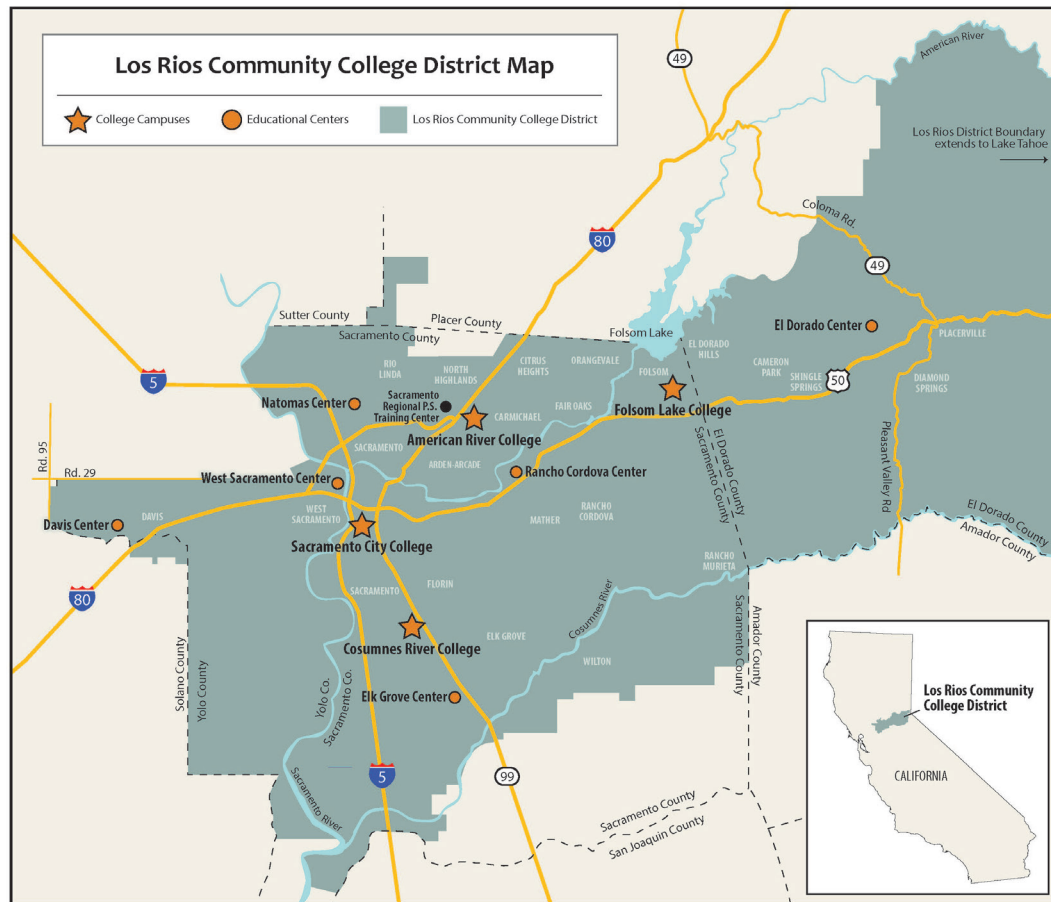 Los Rios Community College District Map
College Campuses
Educational Centers
Los Rios Community College District
49
American River
Los Rios District Boundary
extends to Lake Tahoe
80
Coloma Rd.
49
Sutter County
Placer County
Sacramento County
Folsom Lake
El Dorado Center
PLACERVILLE
RIO
LINDA
NORTH
HIGHLANDS
CITRUS
HEIGHTS
ORANGEVALE
FOLSOM
EL DORADO
HILLS
CAMERON
PARK
SHINGLE
SPRINGS
50
DIAMOND
SPRINGS
5
Natomas Center
Sacramento
Regional P.S.
Training Center
CARMICHAEL
FAIR OAKS
Folsom Lake College
American River College
SACRAMENTO
ARDEN-ARCADE
Rancho Cordova Center
El Dorado County
Sacramento County
Pleasant Valley Rd
Rd. 95
Rd. 29
West Sacramento Center
Davis Center
DAVIS
WEST
SACRAMENTO
Sacramento City College
MATHER
RANCHO
CORDOVA
El Dorado County
Amador County
RANCHO
MURIETA
80
SACRAMENTO
FLORIN
Cosumnes River
Cosumnes River College
ELK GROVE
WILTON
Sacramento County
Amador County
Solano County
Yolo County
Yolo Co.
Sacramento Co.
Elk Grove Center
Sacramento River
5
99
Sacramento County
San Joaquin County
Los Rios Community
College District
CALIFORNIA